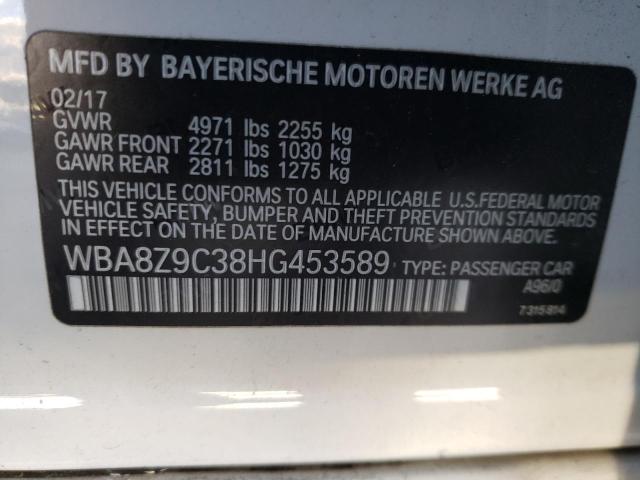 MFD BY BAYERISCHE MOTOREN WERKE AG
02/17
GVWR 4971 lbs 2255 kg
GAWR FRONT 2271 lbs 1030 kg
GAWR REAR 2811 lbs 1275 kg
THIS VEHICLE CONFORMS TO ALL APPLICABLE U.S.FEDERAL MOTOR
VEHICLE SAFETY, BUMPER AND THEFT PREVENTION STANDARDS
IN EFFECT ON THE DATE OF MANUFACTURE SHOWN ABOVE.
WBA8Z9C38HG453589 TYPE: PASSENGER CAR
A96/0
7315814